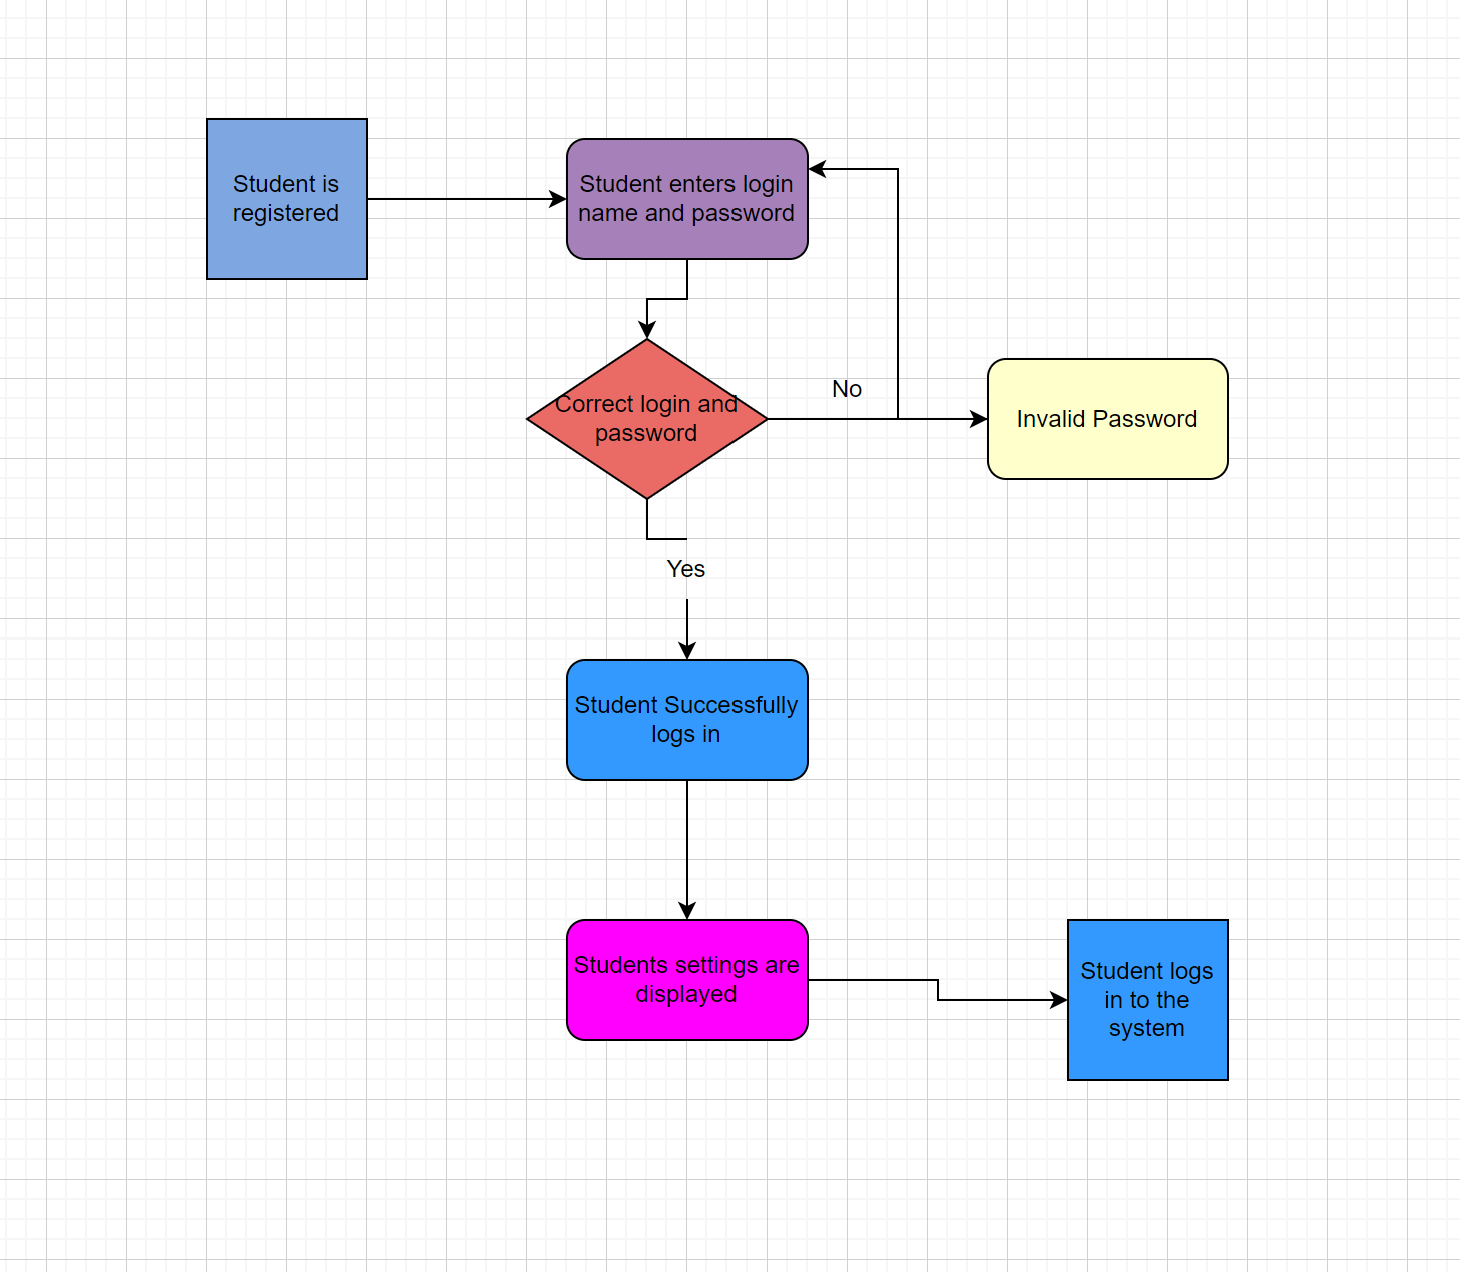 Student is
registered
Student enters login
name and password
Correct login and
password
No
Invalid Password
Yes
Student Successfully
logs in
Students settings are
displayed
Student logs
in to the
system